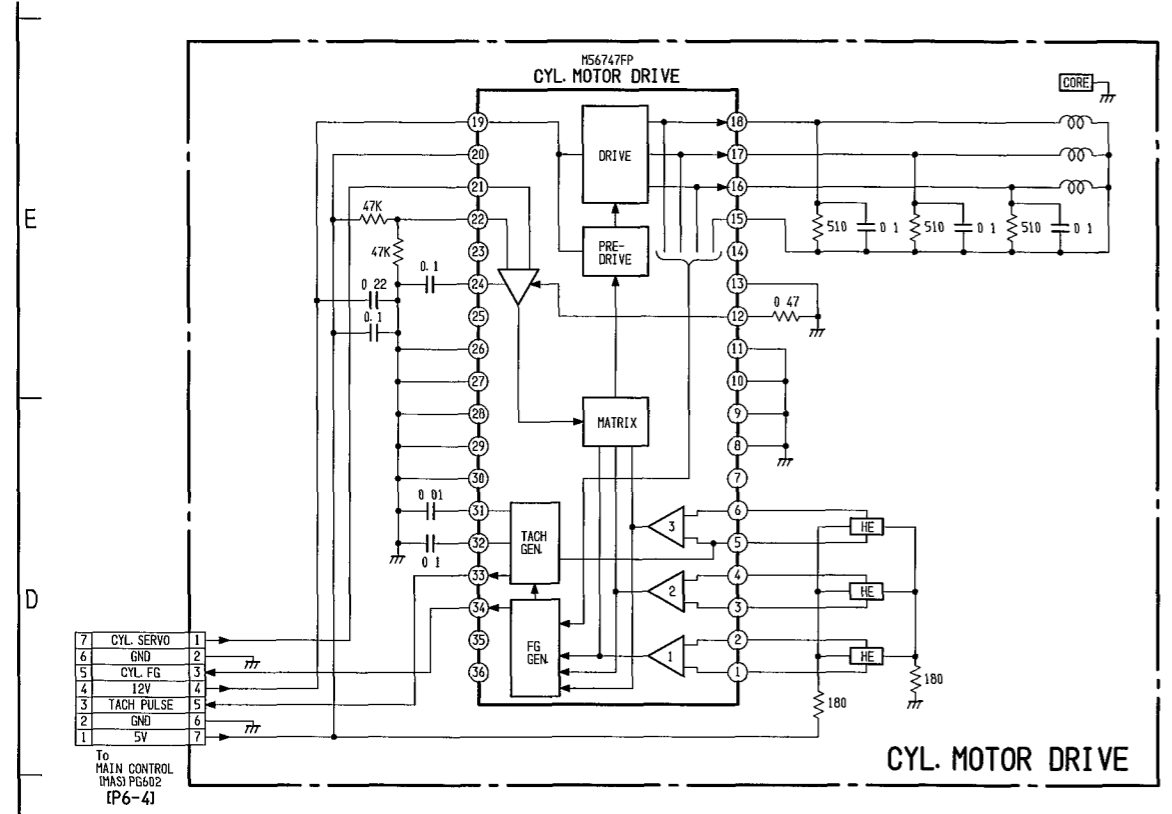 M56747FP
CYL. MOTOR DRIVE
CORE
E
D
19
20
21
22
23
24
25
26
27
28
29
30
31
32
33
34
35
36
18
17
16
15
14
13
12
11
10
9
8
7
6
5
4
3
2
1
DRIVE
PRE-
DRIVE
MATRIX
TACH
GEN.
FG
GEN.
3
2
1
47K
47K
0.1
0 22
0.1
0 01
0 1
510
0 1
510
0 1
510
0 1
0 47
HE
HE
HE
180
180
7 CYL. SERVO 1
6 GND 2
5 CYL. FG 3
4 12V 4
3 TACH PULSE 5
2 GND 6
1 5V 7
To
MAIN CONTROL
(MAS) PG602
[P6-4]
CYL. MOTOR DRIVE